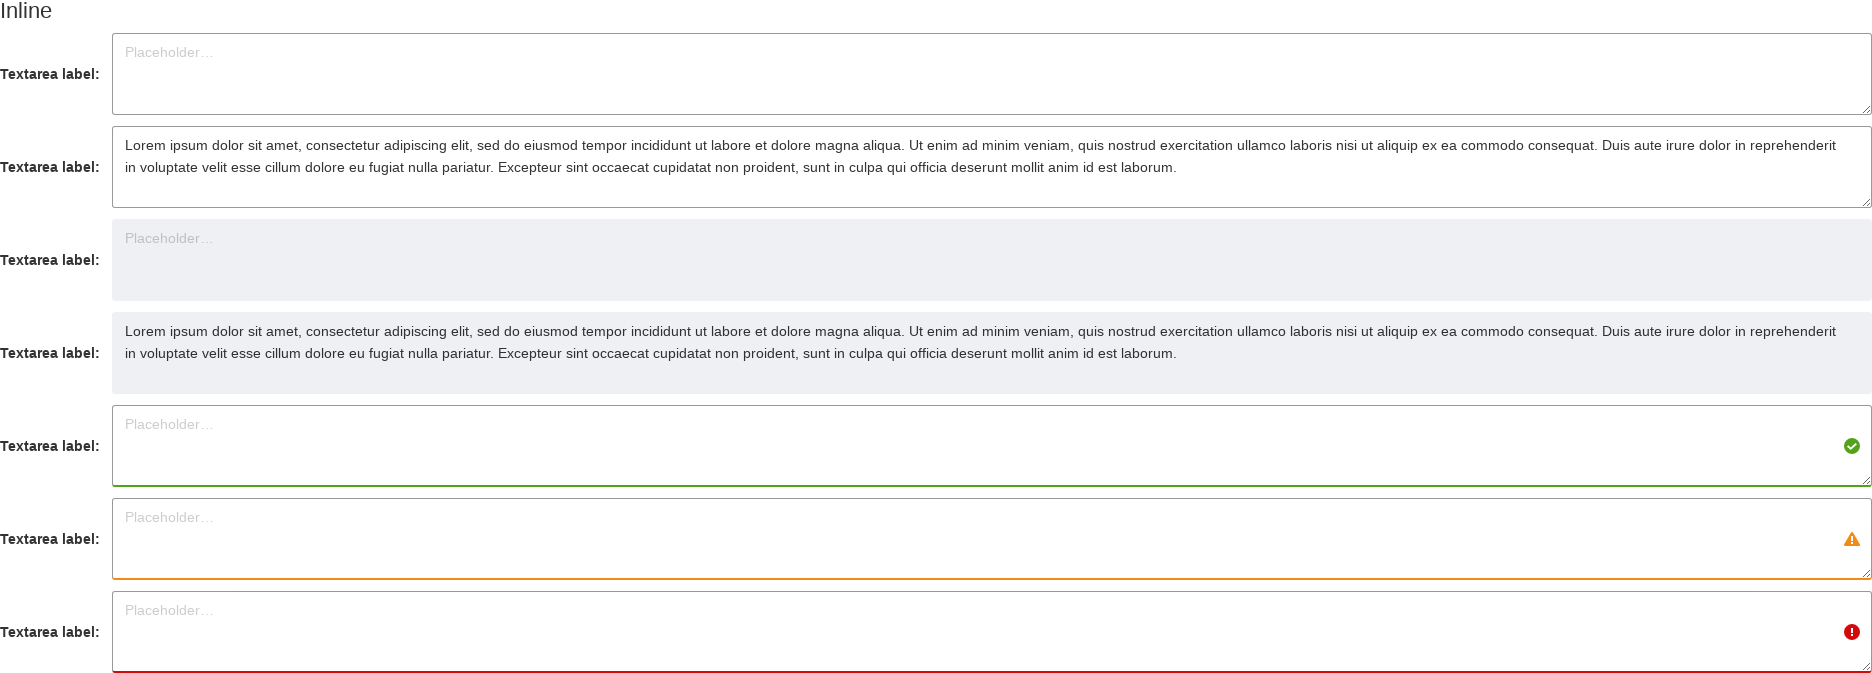 Inline
Textarea label:
Placeholder…
Textarea label:
Lorem ipsum dolor sit amet, consectetur adipiscing elit, sed do eiusmod tempor incididunt ut labore et dolore magna aliqua. Ut enim ad minim veniam, quis nostrud exercitation ullamco laboris nisi ut aliquip ex ea commodo consequat. Duis aute irure dolor in reprehenderit
in voluptate velit esse cillum dolore eu fugiat nulla pariatur. Excepteur sint occaecat cupidatat non proident, sunt in culpa qui officia deserunt mollit anim id est laborum.
Textarea label:
Placeholder…
Textarea label:
Lorem ipsum dolor sit amet, consectetur adipiscing elit, sed do eiusmod tempor incididunt ut labore et dolore magna aliqua. Ut enim ad minim veniam, quis nostrud exercitation ullamco laboris nisi ut aliquip ex ea commodo consequat. Duis aute irure dolor in reprehenderit
in voluptate velit esse cillum dolore eu fugiat nulla pariatur. Excepteur sint occaecat cupidatat non proident, sunt in culpa qui officia deserunt mollit anim id est laborum.
Textarea label:
Placeholder…
Textarea label:
Placeholder…
Textarea label:
Placeholder…